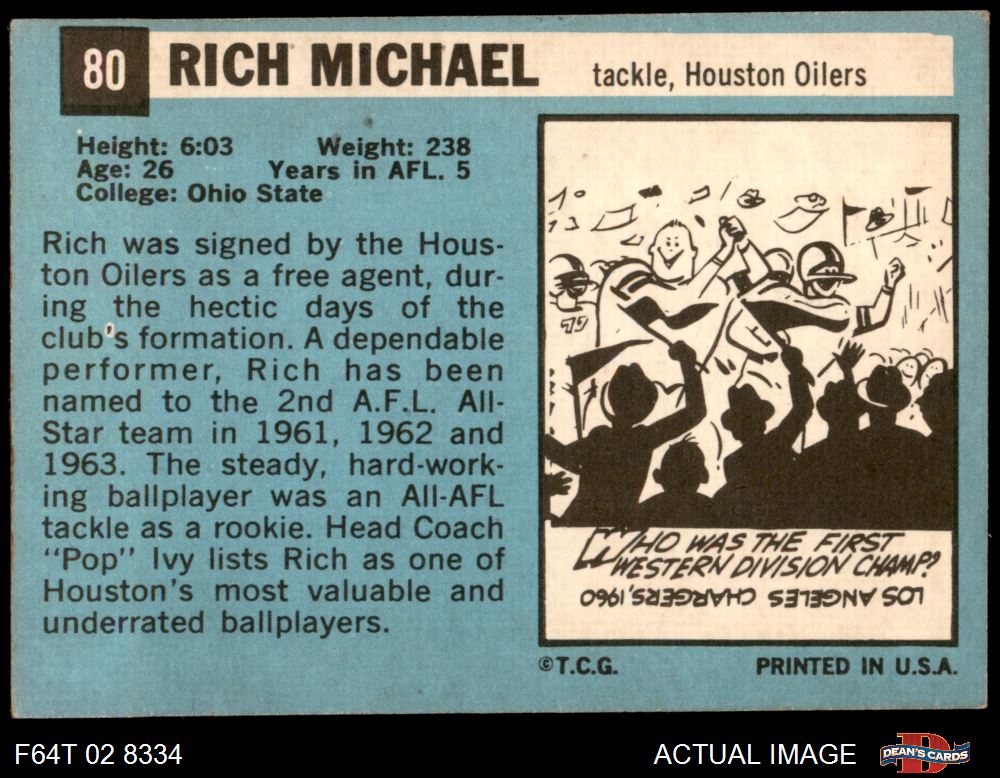 80 RICH MICHAEL tackle, Houston Oilers
Height: 6:03 Weight: 238
Age: 26 Years in AFL. 5
College: Ohio State
Rich was signed by the Hous-
ton Oilers as a free agent, dur-
ing the hectic days of the
club's formation. A dependable
performer, Rich has been
named to the 2nd A.F.L. All-
Star team in 1961, 1962 and
1963. The steady, hard-work-
ing ballplayer was an All-AFL
tackle as a rookie. Head Coach
"Pop" Ivy lists Rich as one of
Houston's most valuable and
underrated ballplayers.
WHO WAS THE FIRST
WESTERN DIVISION CHAMP?
LOS ANGELES CHARGERS, 1960
©T.C.G. PRINTED IN U.S.A.
F64T 02 8334 ACTUAL IMAGE DEAN'S CARDS